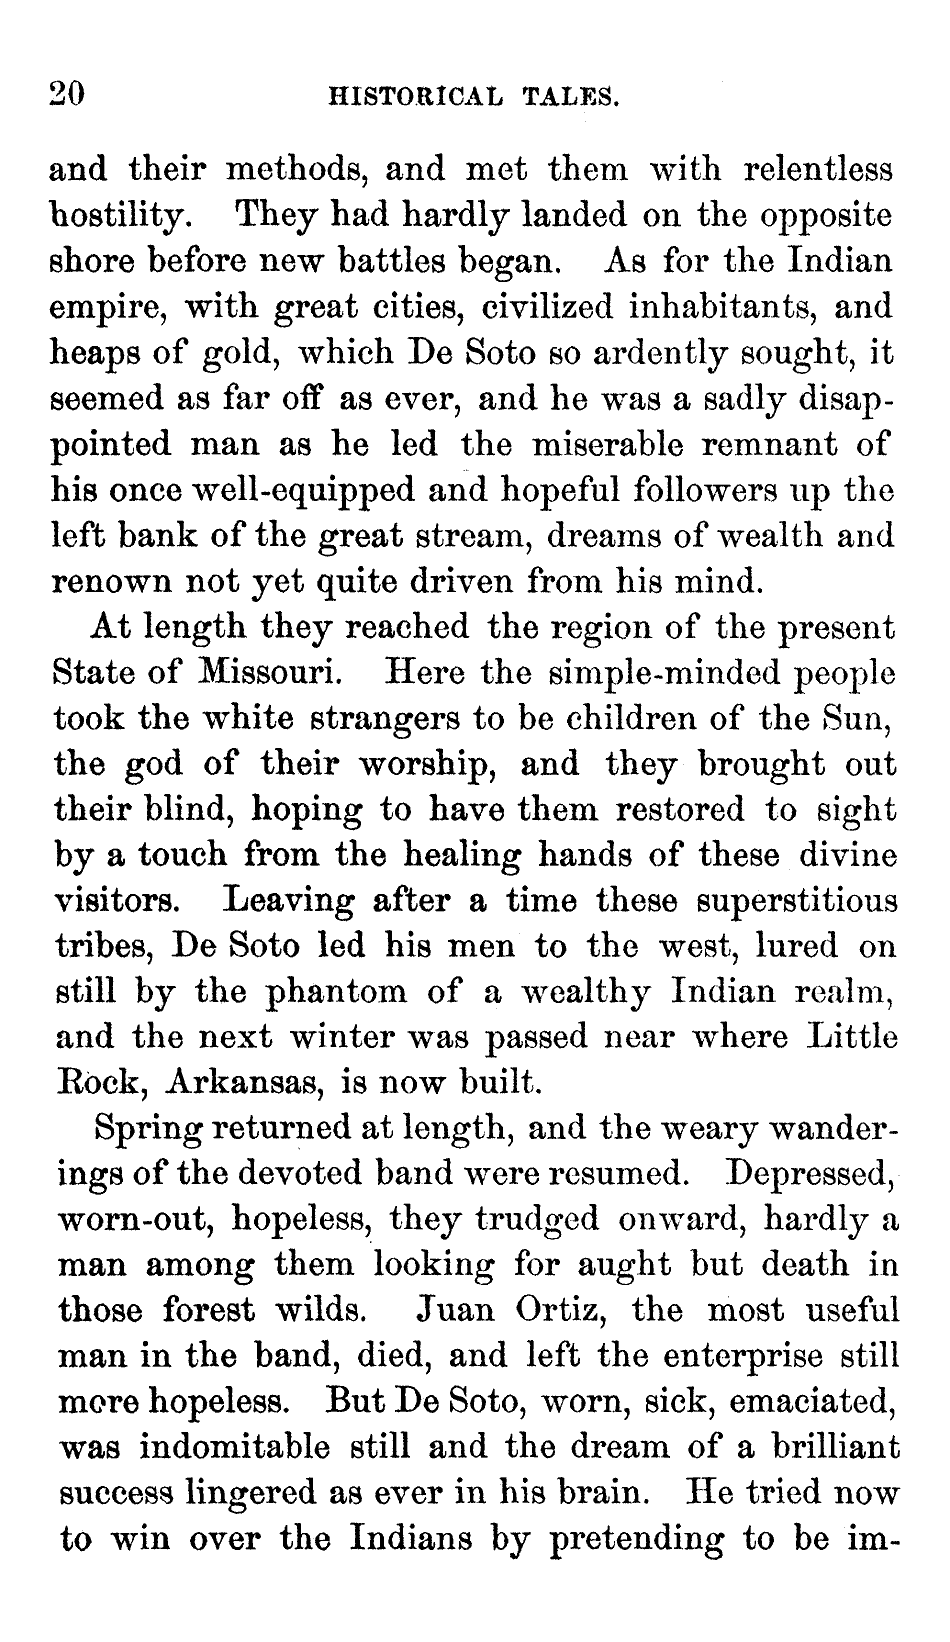 20 HISTORICAL TALES.
and their methods, and met them with relentless
hostility. They had hardly landed on the opposite
shore before new battles began. As for the Indian
empire, with great cities, civilized inhabitants, and
heaps of gold, which De Soto so ardently sought, it
seemed as far off as ever, and he was a sadly disap-
pointed man as he led the miserable remnant of
his once well-equipped and hopeful followers up the
left bank of the great stream, dreams of wealth and
renown not yet quite driven from his mind.
At length they reached the region of the present
State of Missouri. Here the simple-minded people
took the white strangers to be children of the Sun,
the god of their worship, and they brought out
their blind, hoping to have them restored to sight
by a touch from the healing hands of these divine
visitors. Leaving after a time these superstitious
tribes, De Soto led his men to the west, lured on
still by the phantom of a wealthy Indian realm,
and the next winter was passed near where Little
Rock, Arkansas, is now built.
Spring returned at length, and the weary wander-
ings of the devoted band were resumed. Depressed,
worn-out, hopeless, they trudged onward, hardly a
man among them looking for aught but death in
those forest wilds. Juan Ortiz, the most useful
man in the band, died, and left the enterprise still
more hopeless. But De Soto, worn, sick, emaciated,
was indomitable still and the dream of a brilliant
success lingered as ever in his brain. He tried now
to win over the Indians by pretending to be im-